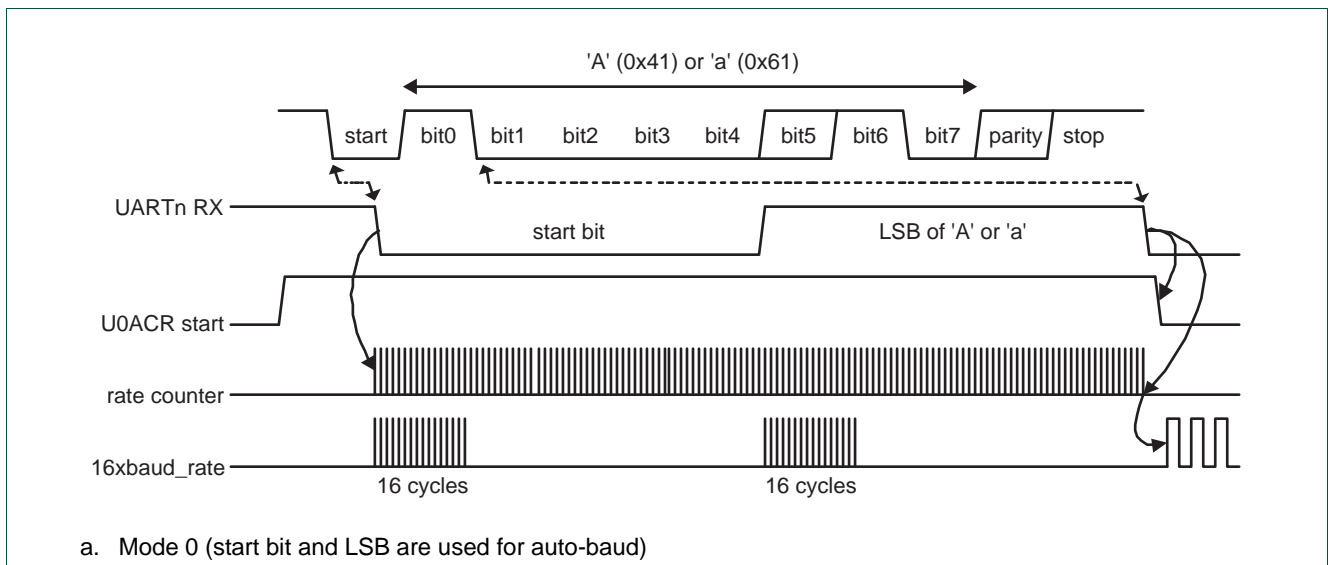 'A' (0x41) or 'a' (0x61)
start bit0 bit1 bit2 bit3 bit4 bit5 bit6 bit7 parity stop
UARTn RX
start bit
LSB of 'A' or 'a'
U0ACR start
rate counter
16xbaud_rate
16 cycles
16 cycles
a. Mode 0 (start bit and LSB are used for auto-baud)